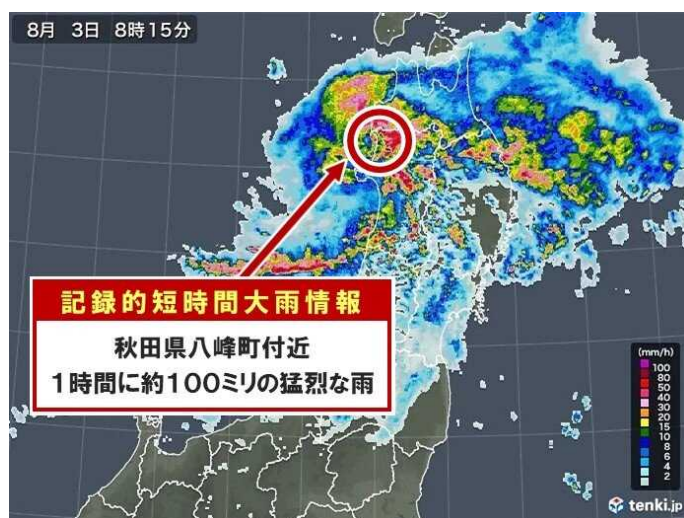 8月 3日 8時15分
記録的短時間大雨情報
秋田県八峰町付近
1時間に約100ミリの猛烈な雨
(mm/h)
100
80
50
40
30
20
15
10
8
6
4
2
tenki.jp